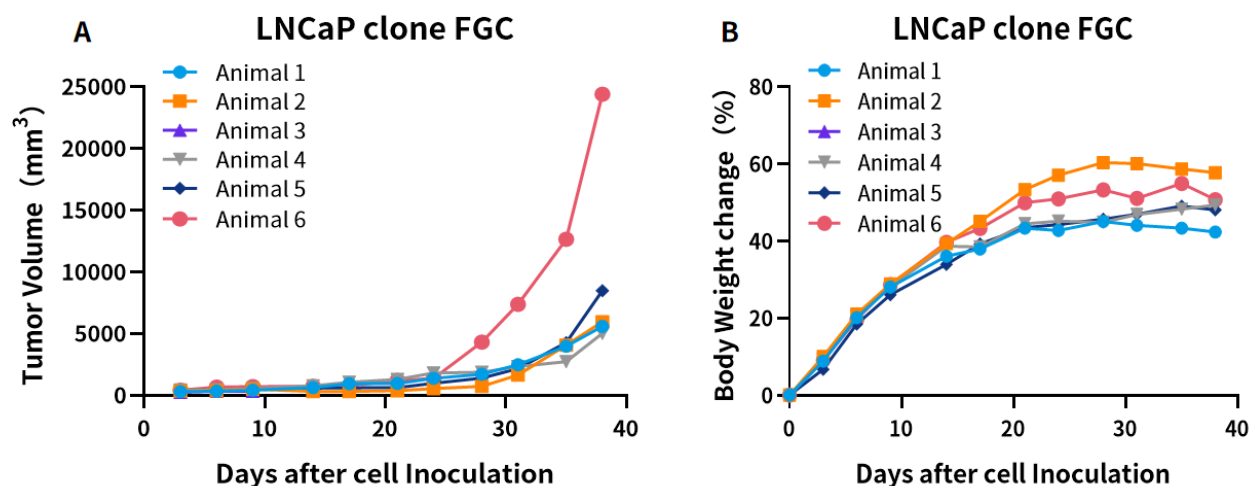 A
LNCaP clone FGC
Animal 1
Animal 2
Animal 3
Animal 4
Animal 5
Animal 6
25000
20000
15000
10000
5000
0
Tumor Volume（mm³）
0 10 20 30 40
Days after cell Inoculation
B
LNCaP clone FGC
Animal 1
Animal 2
Animal 3
Animal 4
Animal 5
Animal 6
80
60
40
20
0
Body Weight change（%）
0 10 20 30 40
Days after cell Inoculation